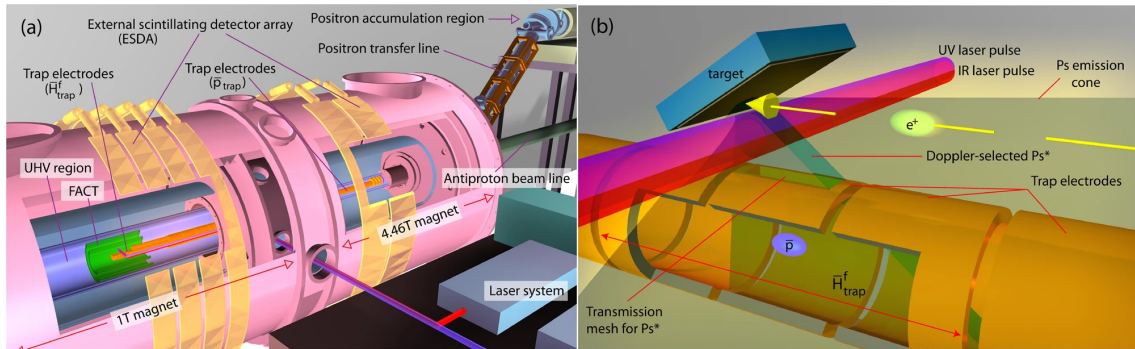 (a)
External scintillating detector array
(ESDA)
Positron accumulation region
Positron transfer line
Trap electrodes
(H̄ᶠtrap)
Trap electrodes
(p̄ trap)
UHV region
FACT
Antiproton beam line
4.46T magnet
1T magnet
Laser system
(b)
target
UV laser pulse
IR laser pulse
Ps emission
cone
e⁺
Doppler-selected Ps*
Trap electrodes
p̄
H̄ᶠtrap
Transmission
mesh for Ps*